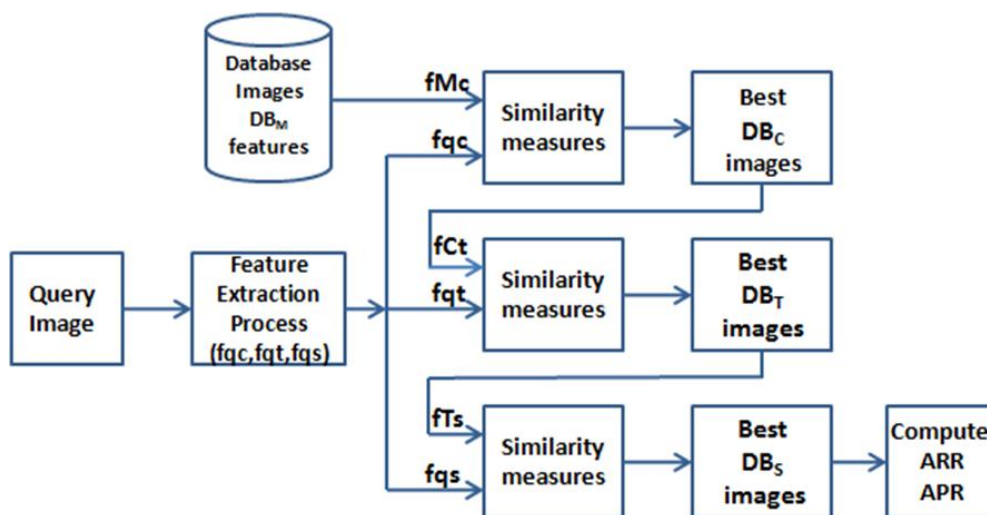 Database
Images
DB_M
features
fMc
fqc
Similarity
measures
Best
DB_C
images
Query
Image
Feature
Extraction
Process
(fqc,fqt,fqs)
fCt
fqt
Similarity
measures
Best
DB_T
images
fTs
fqs
Similarity
measures
Best
DB_S
images
Compute
ARR
APR